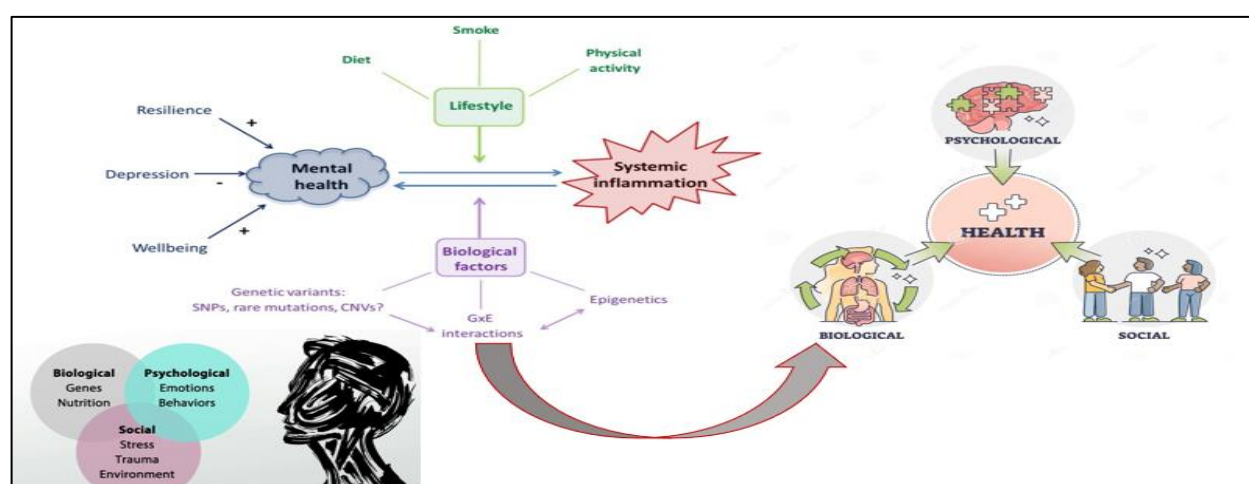 Smoke
Diet
Physical
activity
Lifestyle
Resilience
+
Depression
-
Mental
health
Wellbeing
+
Systemic
inflammation
Biological
factors
Genetic variants:
SNPs, rare mutations, CNVs?
GxE
interactions
Epigenetics
Biological
Genes
Nutrition
Psychological
Emotions
Behaviors
Social
Stress
Trauma
Environment
PSYCHOLOGICAL
HEALTH
BIOLOGICAL
SOCIAL